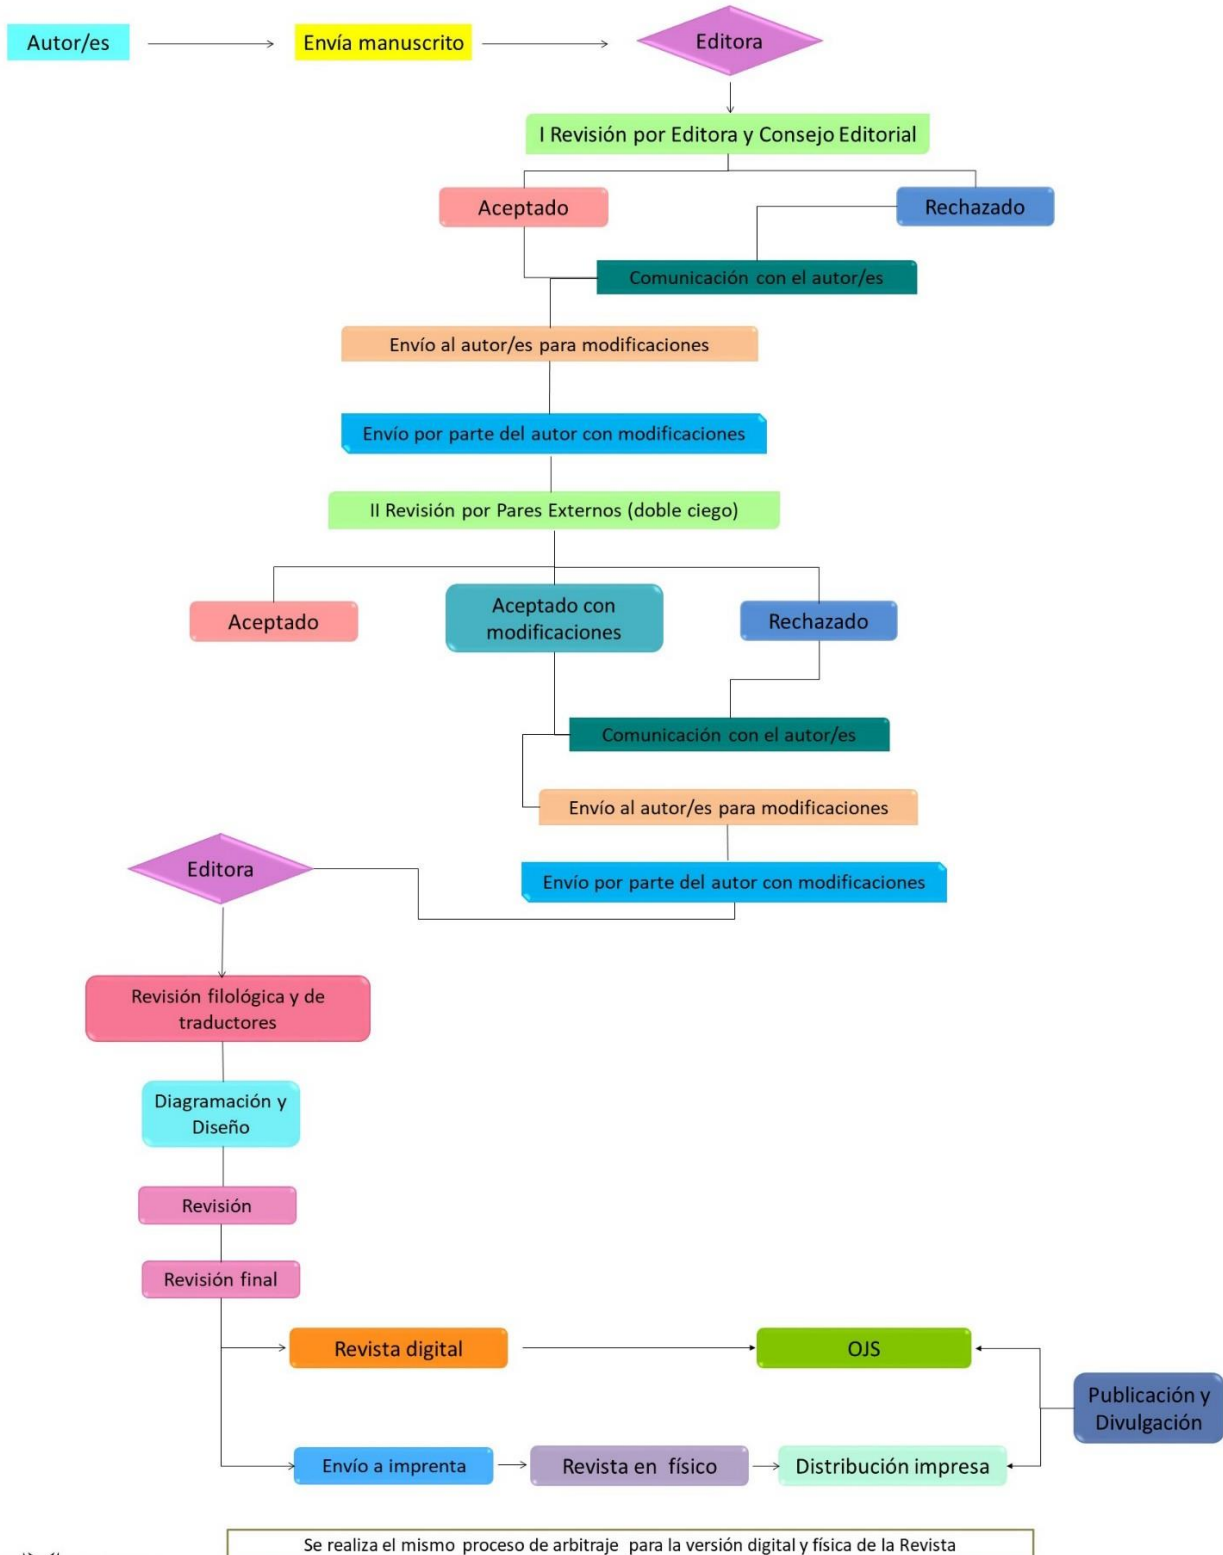 Autor/es
Envía manuscrito
Editora
I Revisión por Editora y Consejo Editorial
Aceptado
Rechazado
Comunicación con el autor/es
Envío al autor/es para modificaciones
Envío por parte del autor con modificaciones
II Revisión por Pares Externos (doble ciego)
Aceptado
Aceptado con
modificaciones
Rechazado
Comunicación con el autor/es
Envío al autor/es para modificaciones
Editora
Envío por parte del autor con modificaciones
Revisión filológica y de
traductores
Diagramación y
Diseño
Revisión
Revisión final
Revista digital
OJS
Publicación y
Divulgación
Envío a imprenta
Revista en físico
Distribución impresa
Se realiza el mismo proceso de arbitraje para la versión digital y física de la Revista